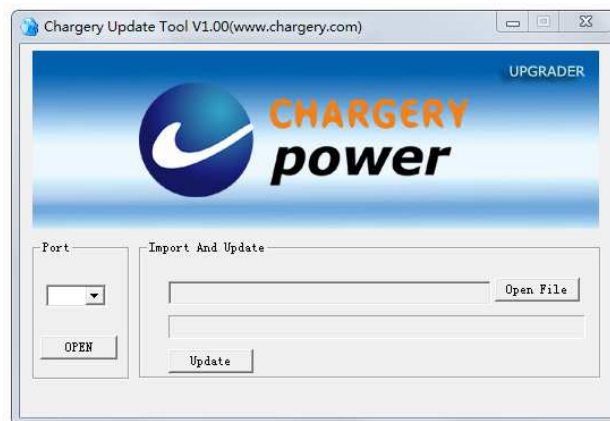 Chargery Update Tool V1.00(www.chargery.com)
UPGRADER
CHARGERY
power
Port
Import And Update
Open File
OPEN
Update